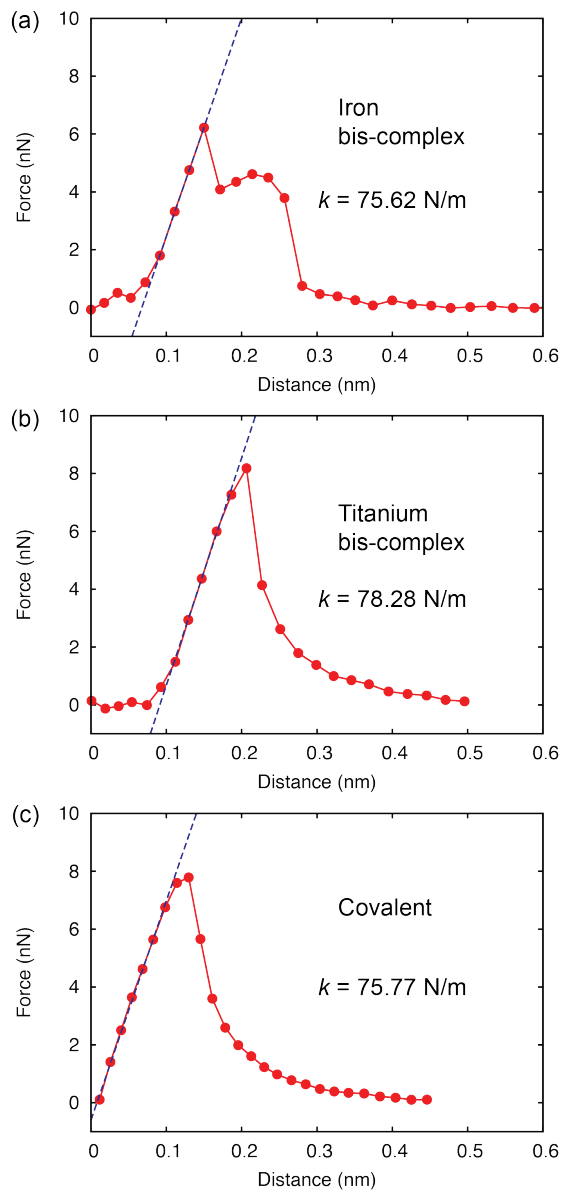 (a)
10
8
6
4
2
0
Force (nN)
Iron
bis-complex
k = 75.62 N/m
0 0.1 0.2 0.3 0.4 0.5 0.6
Distance (nm)
(b)
10
8
6
4
2
0
Force (nN)
Titanium
bis-complex
k = 78.28 N/m
0 0.1 0.2 0.3 0.4 0.5 0.6
Distance (nm)
(c)
10
8
6
4
2
0
Force (nN)
Covalent
k = 75.77 N/m
0 0.1 0.2 0.3 0.4 0.5 0.6
Distance (nm)